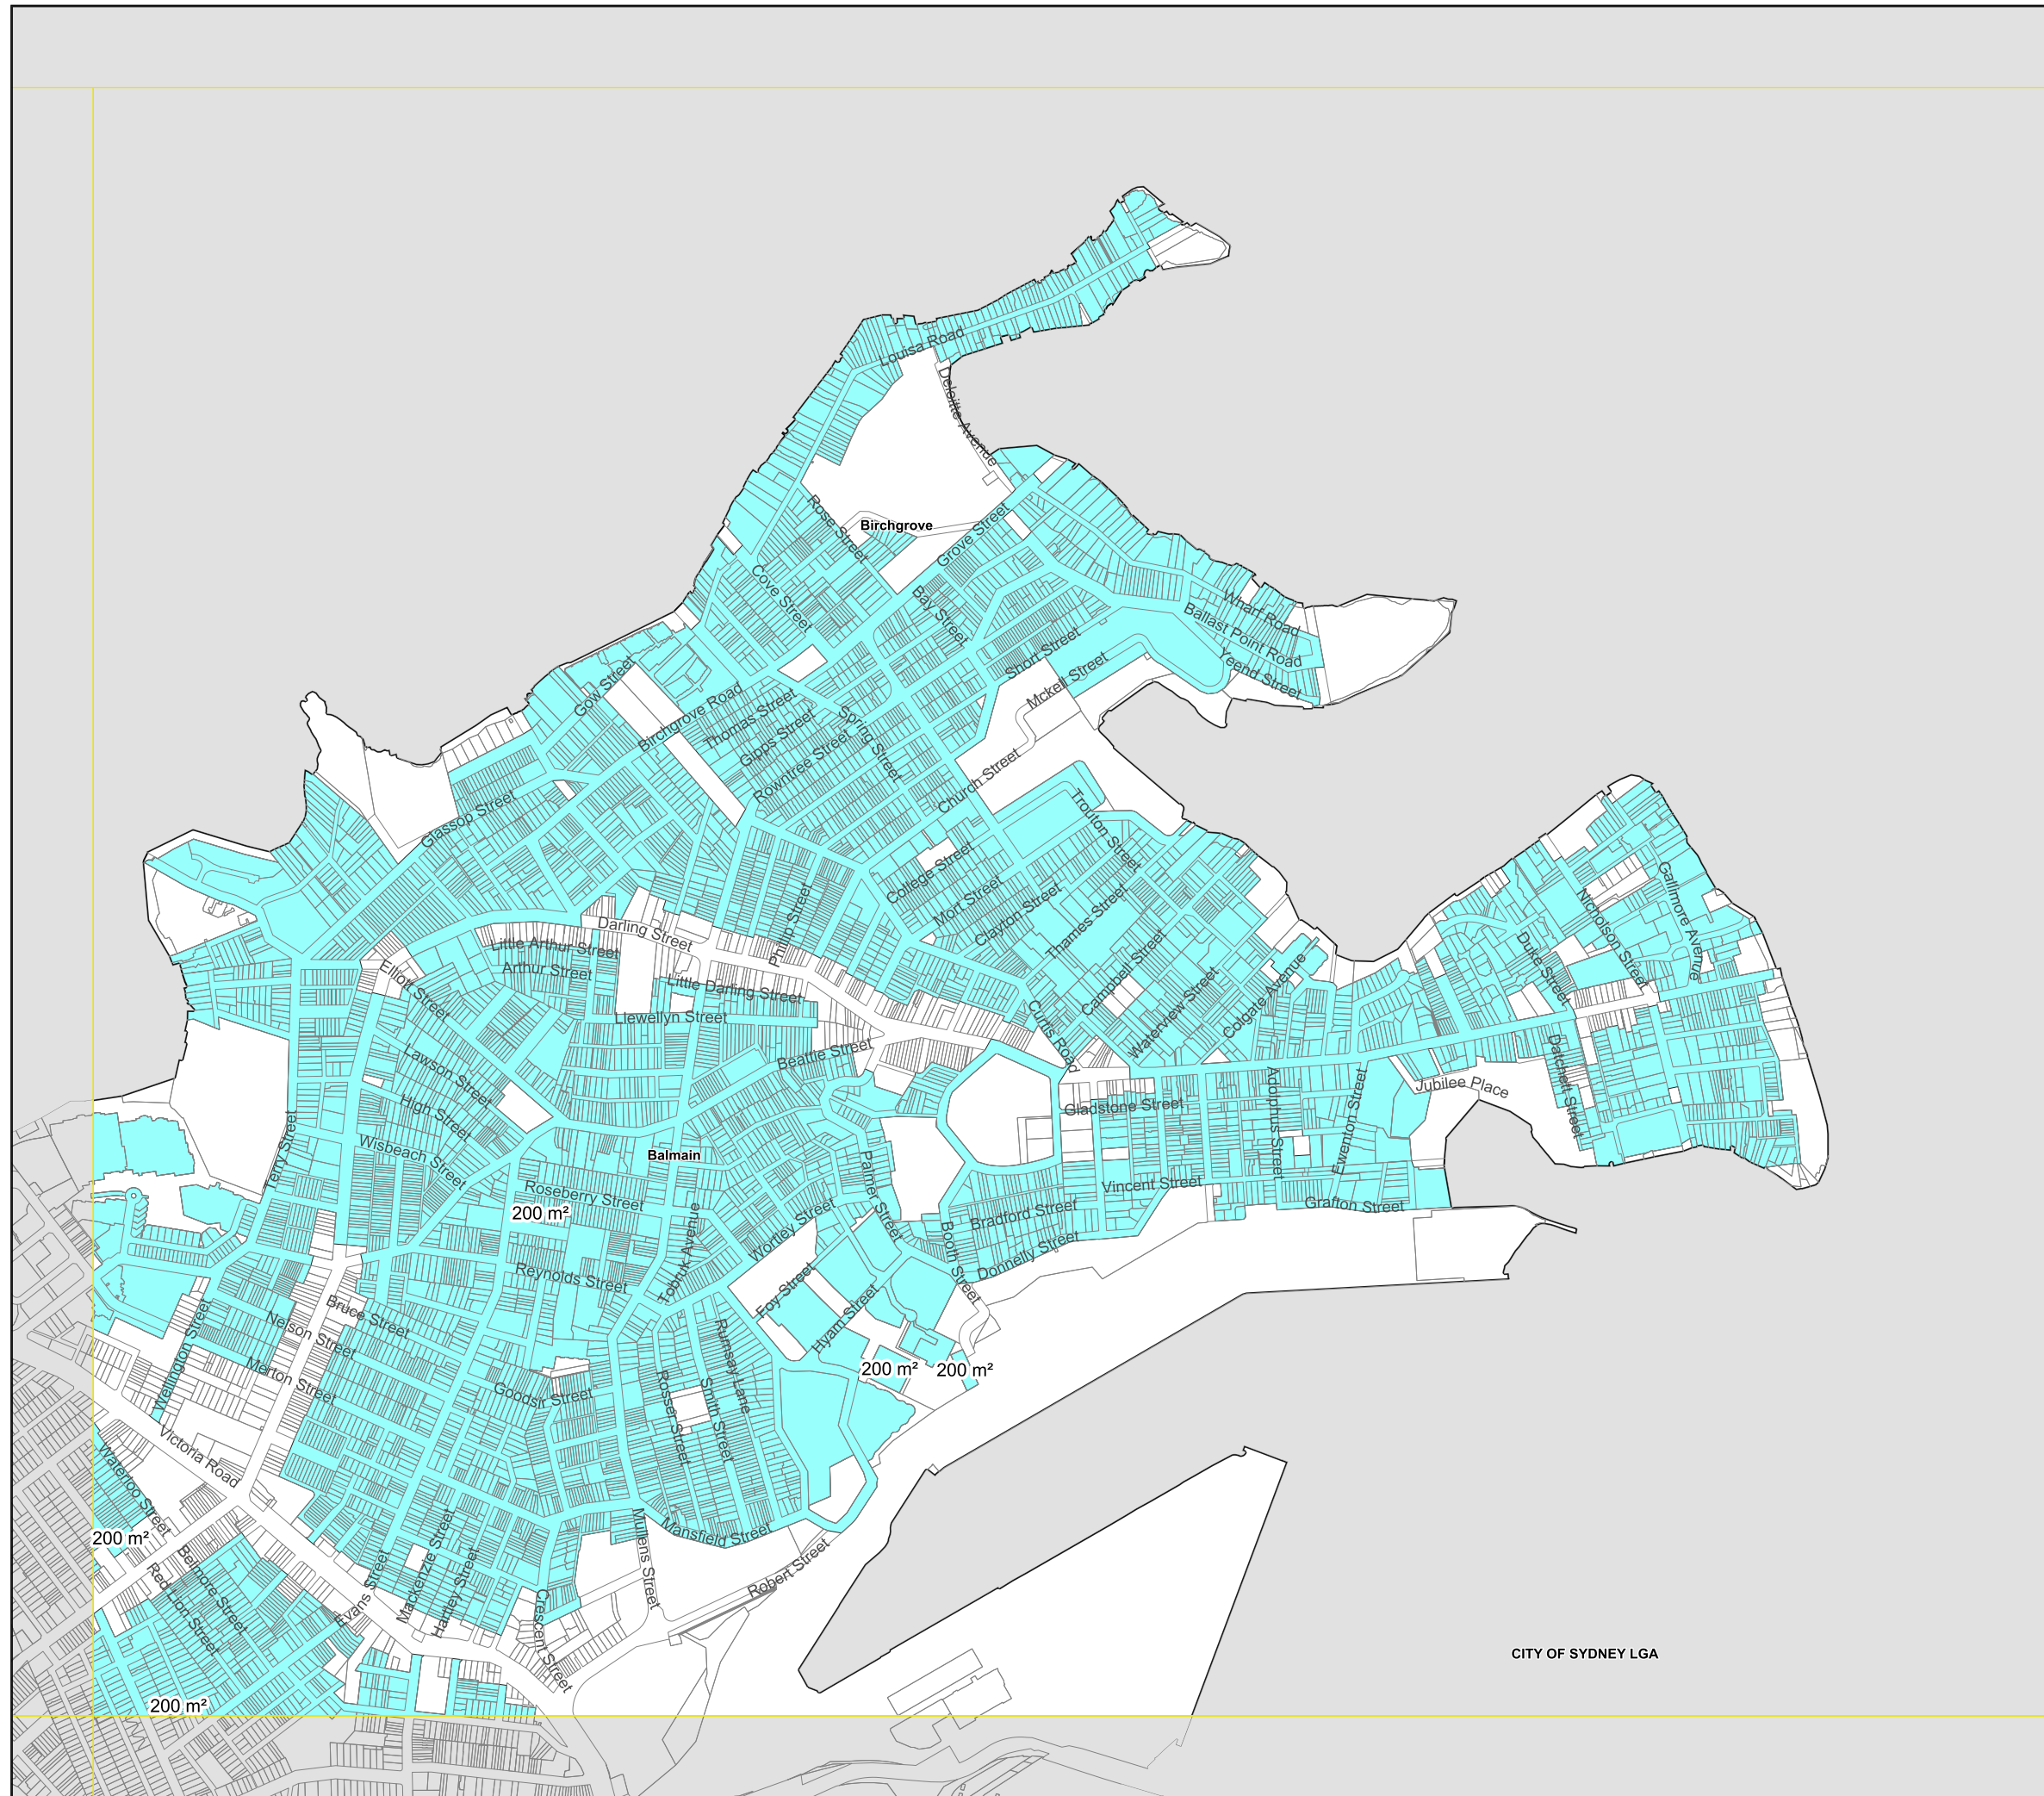 Louisa Road
Deloitte Avenue
Rose Street
Birchgrove
Grove Street
Cove Street
Bay Street
Wharf Road
Ballast Point Road
Yeend Street
Short Street
Mckell Street
Gow Street
Birchgrove Road
Thomas Street
Gipps Street
Rowntree Street
Spring Street
Church Street
Glassop Street
Trouton Street
College Street
Mort Street
Clayton Street
Thames Street
Campbell Street
Waterview Street
Colgate Avenue
Curtis Road
Phillip Street
Darling Street
Little Arthur Street
Arthur Street
Little Darling Street
Llewellyn Street
Elliott Street
Beattie Street
Lawson Street
High Street
Wisbeach Street
Terry Street
Gallimore Avenue
Nicholson Street
Duke Street
Datchett Street
Jubilee Place
Adolphus Street
Ewenton Street
Gladstone Street
Vincent Street
Grafton Street
Balmain
Palmer Street
Roseberry Street
200 m²
Bradford Street
Booth Street
Donnelly Street
Wortley Street
Tobruk Avenue
Reynolds Street
Foy Street
Hyam Street
Bruce Street
Nelson Street
Wellington Street
Merton Street
Rumsay Lane
Goodsir Street
Rosser Street
Smith Street
200 m²
200 m²
Victoria Road
Waterloo Street
200 m²
Mansfield Street
Mullens Street
Robert Street
Belmore Street
Red Lion Street
Evans Street
Mackenzie Street
Hartley Street
Crescent Street
200 m²
CITY OF SYDNEY LGA